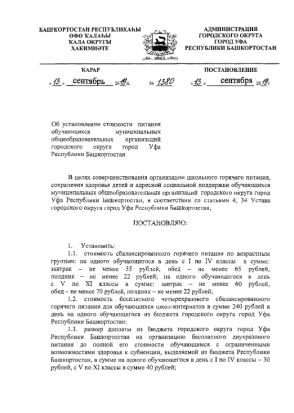 БАШҠОРТОСТАН РЕСПУБЛИКАҺЫ
ӨФӨ ҠАЛАҺЫ
ҠАЛА ОКРУГЫ
ХАКИМИӘТЕ
АДМИНИСТРАЦИЯ
ГОРОДСКОГО ОКРУГА
ГОРОД УФА
РЕСПУБЛИКИ БАШКОРТОСТАН
КАРАР
ПОСТАНОВЛЕНИЕ
«13» сентябрь 2019й.
№ 1380
«13» сентября 2019г.
Об установлении стоимости питания
обучающихся муниципальных
общеобразовательных организаций
городского округа город Уфа
Республики Башкортостан
В целях совершенствования организации школьного горячего питания,
сохранения здоровья детей и адресной социальной поддержки обучающихся
муниципальных общеобразовательных организаций городского округа город
Уфа Республики Башкортостан, в соответствии со статьями 4, 34 Устава
городского округа город Уфа Республики Башкортостан,
ПОСТАНОВЛЯЮ:
1. Установить:
1.1. стоимость сбалансированного горячего питания по возрастным
группам: на одного обучающегося в день с I по IV классы в сумме:
завтрак – не менее 55 рублей, обед – не менее 65 рублей,
полдник – не менее 22 рублей; на одного обучающегося в день
с V по XI классы в сумме: завтрак – не менее 60 рублей,
обед – не менее 70 рублей, полдник – не менее 22 рублей;
1.2. стоимость бесплатного четырехразового сбалансированного
горячего питания для обучающихся школ-интернатов в сумме 240 рублей в
день на одного обучающегося из бюджета городского округа город Уфа
Республики Башкортостан;
1.3. размер доплаты из бюджета городского округа город Уфа
Республики Башкортостан на организацию бесплатного двухразового
питания до полной его стоимости обучающимся с ограниченными
возможностями здоровья к субвенции, выделяемой из бюджета Республики
Башкортостан, в сумме на одного обучающегося в день с I по IV классы – 30
рублей, с V по XI классы в сумме 40 рублей;